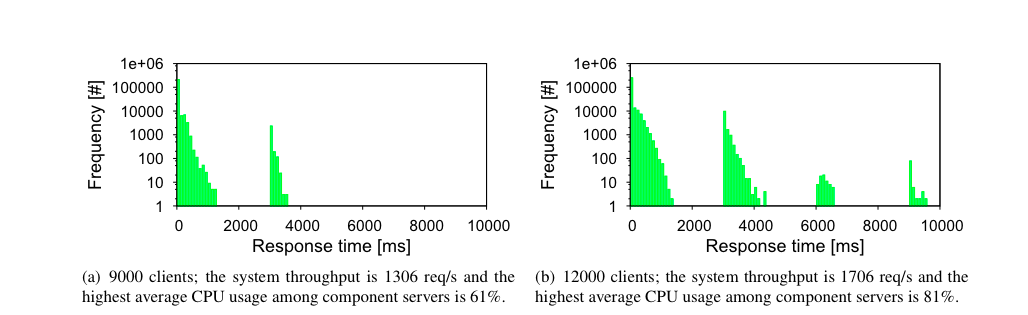 1e+06
100000
10000
1000
100
10
1
Frequency [#]
0 2000 4000 6000 8000 10000
Response time [ms]
(a) 9000 clients; the system throughput is 1306 req/s and the
highest average CPU usage among component servers is 61%.
1e+06
100000
10000
1000
100
10
1
Frequency [#]
0 2000 4000 6000 8000 10000
Response time [ms]
(b) 12000 clients; the system throughput is 1706 req/s and the
highest average CPU usage among component servers is 81%.